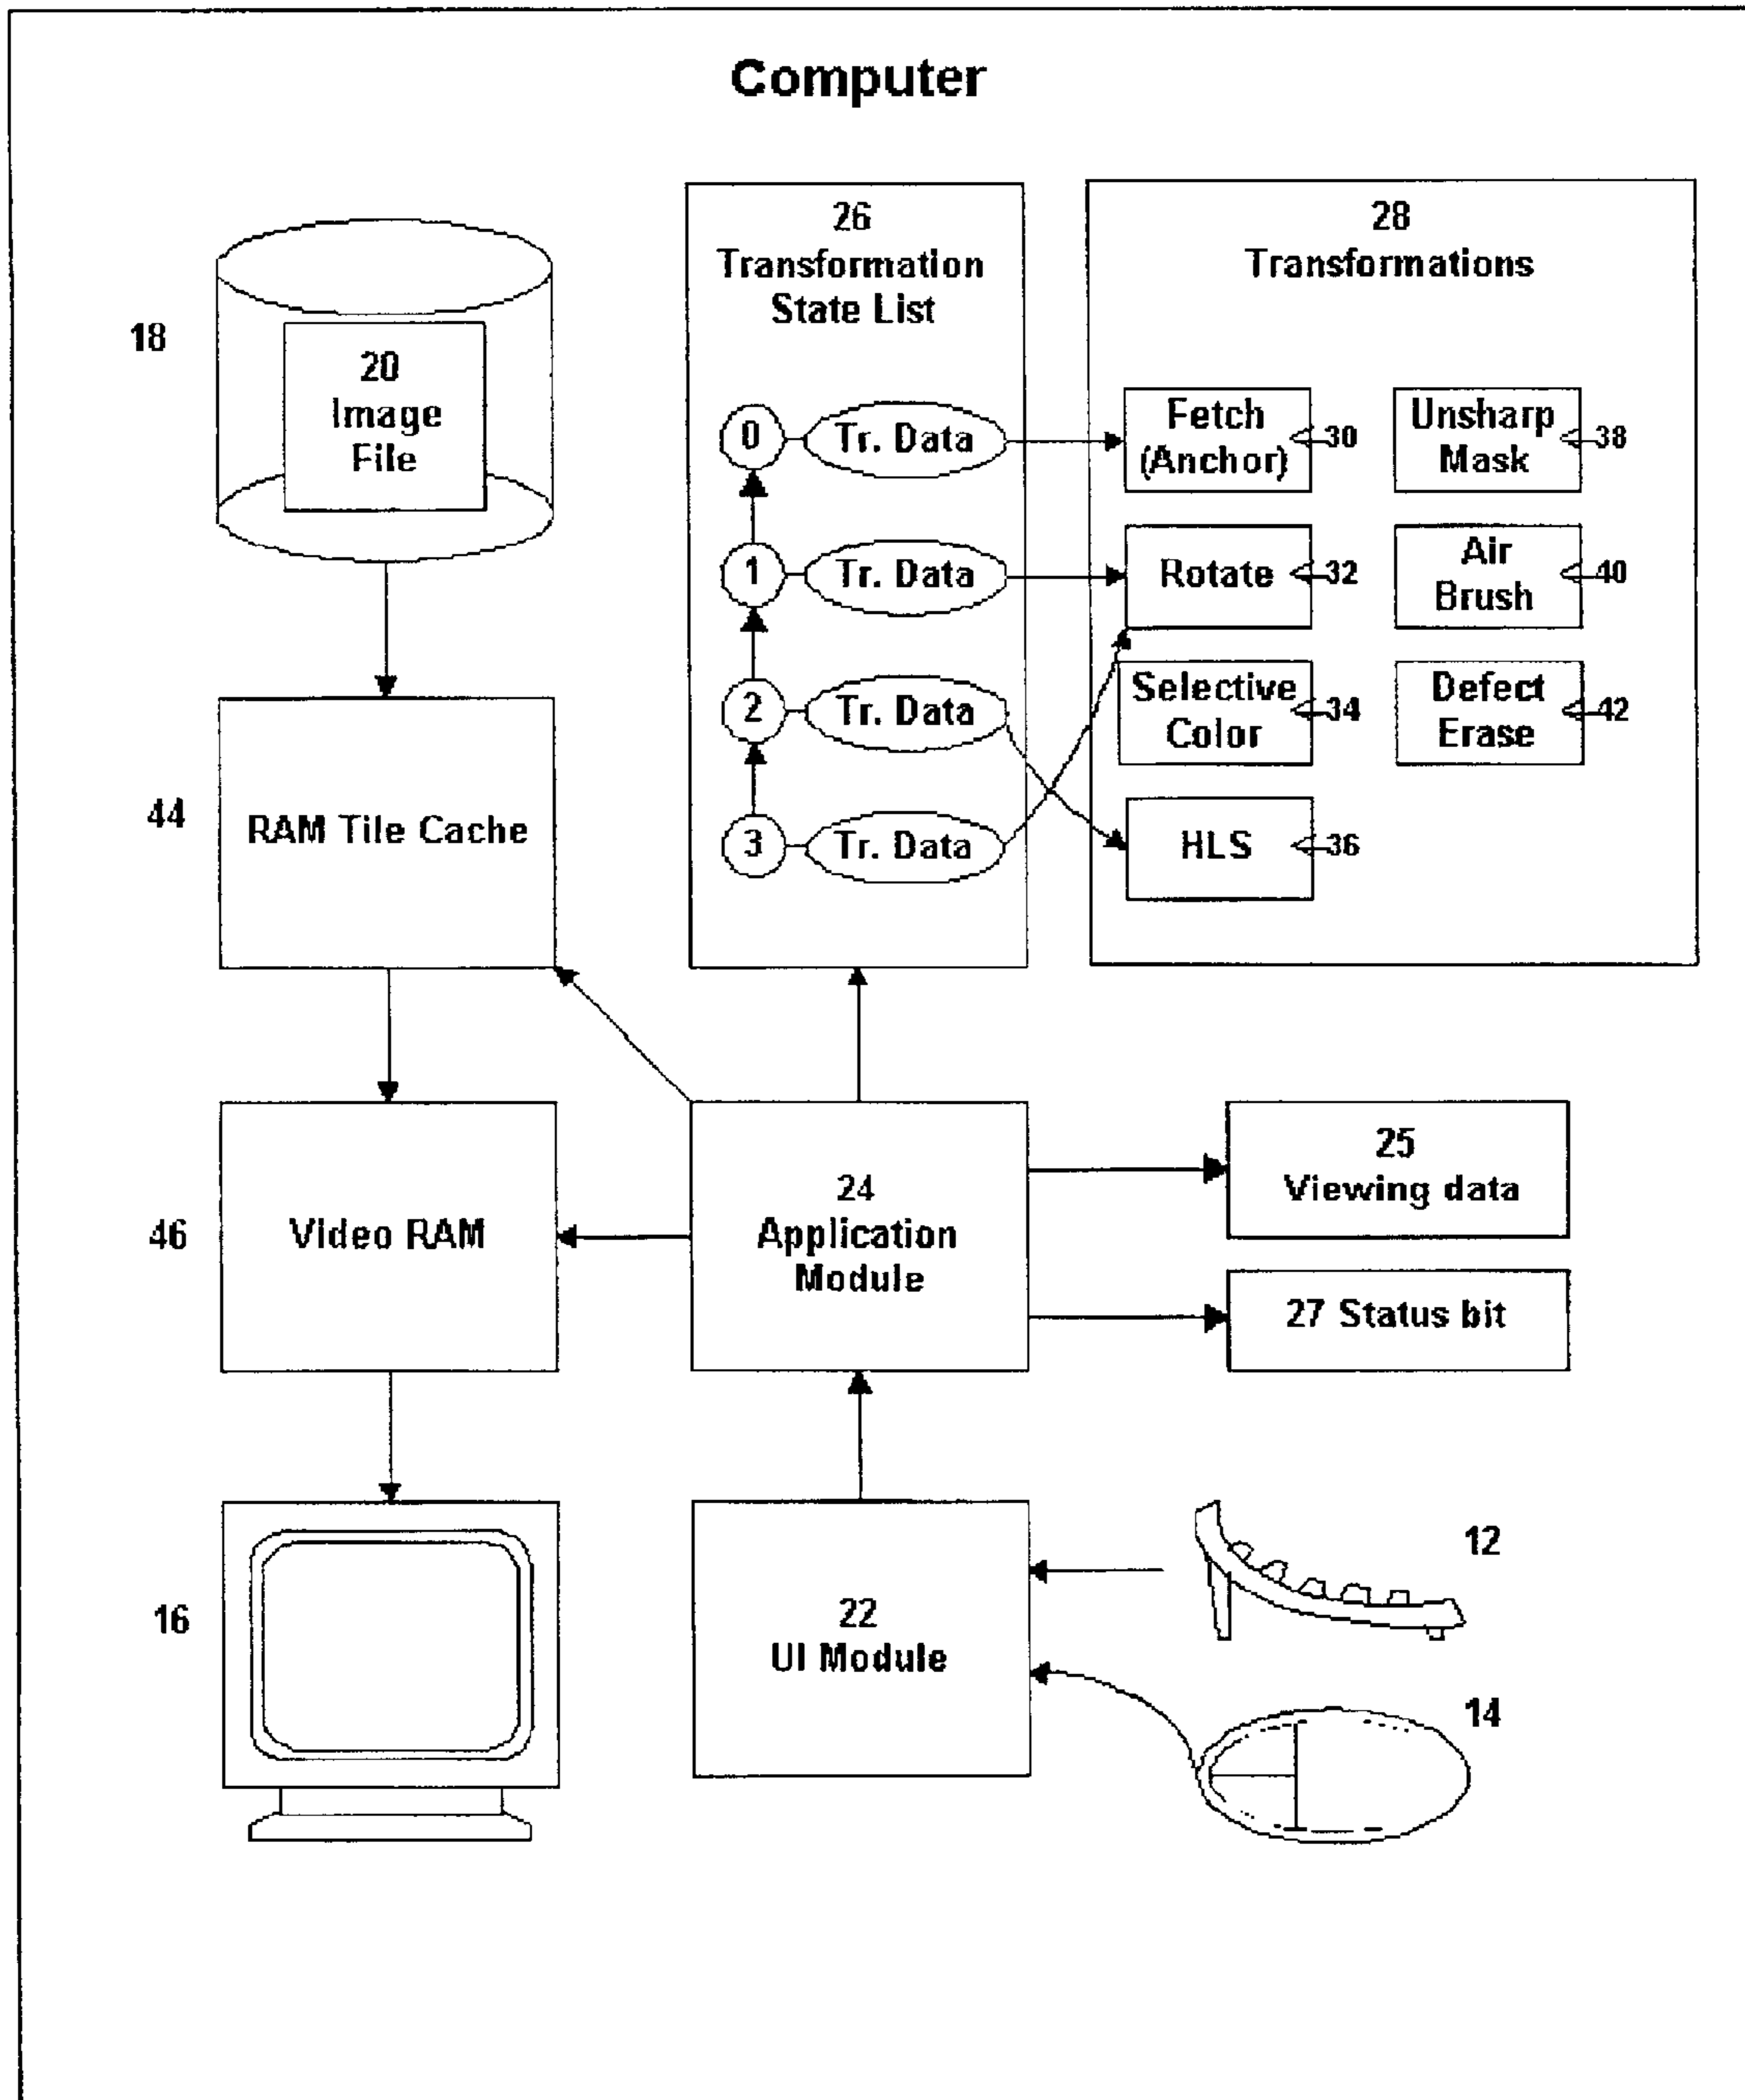 Computer
18
20
Image
File
26
Transformation
State List
0 Tr. Data
1 Tr. Data
2 Tr. Data
3 Tr. Data
28
Transformations
Fetch
(Anchor)
30
Unsharp
Mask
38
Rotate
32
Air
Brush
40
Selective
Color
34
Defect
Erase
42
HLS
36
44
RAM Tile Cache
46
Video RAM
24
Application
Module
25
Viewing data
27 Status bit
16
22
UI Module
12
14